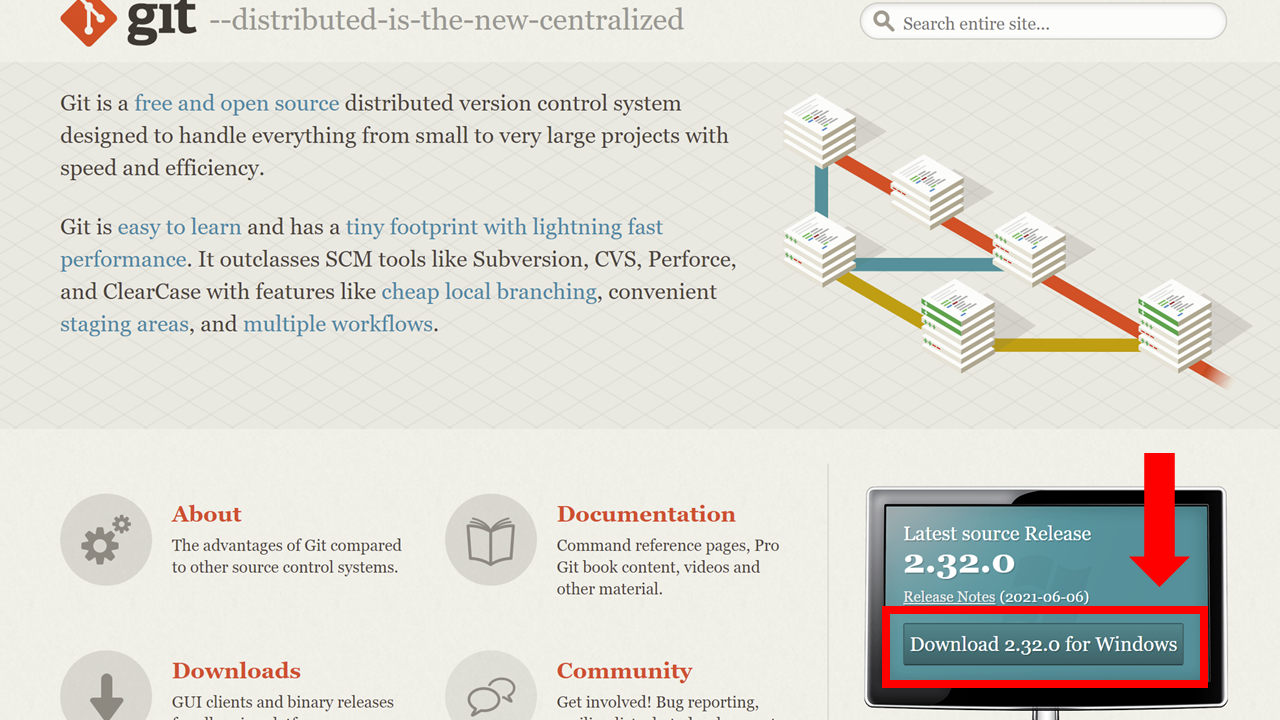 git --distributed-is-the-new-centralized
Search entire site...
Git is a free and open source distributed version control system
designed to handle everything from small to very large projects with
speed and efficiency.
Git is easy to learn and has a tiny footprint with lightning fast
performance. It outclasses SCM tools like Subversion, CVS, Perforce,
and ClearCase with features like cheap local branching, convenient
staging areas, and multiple workflows.
About
The advantages of Git compared
to other source control systems.
Documentation
Command reference pages, Pro
Git book content, videos and
other material.
Downloads
GUI clients and binary releases
Community
Get involved! Bug reporting,
Latest source Release
2.32.0
Release Notes (2021-06-06)
Download 2.32.0 for Windows